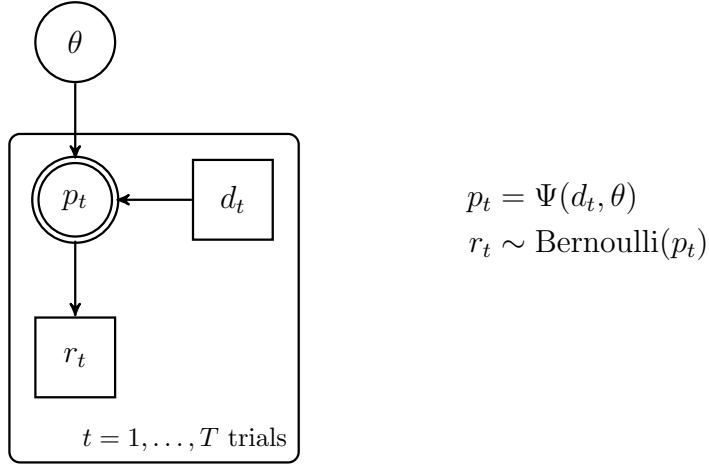 θ
p_t
d_t
r_t
t = 1, . . . , T trials
p_t = Ψ(d_t, θ)
r_t ∼ Bernoulli(p_t)